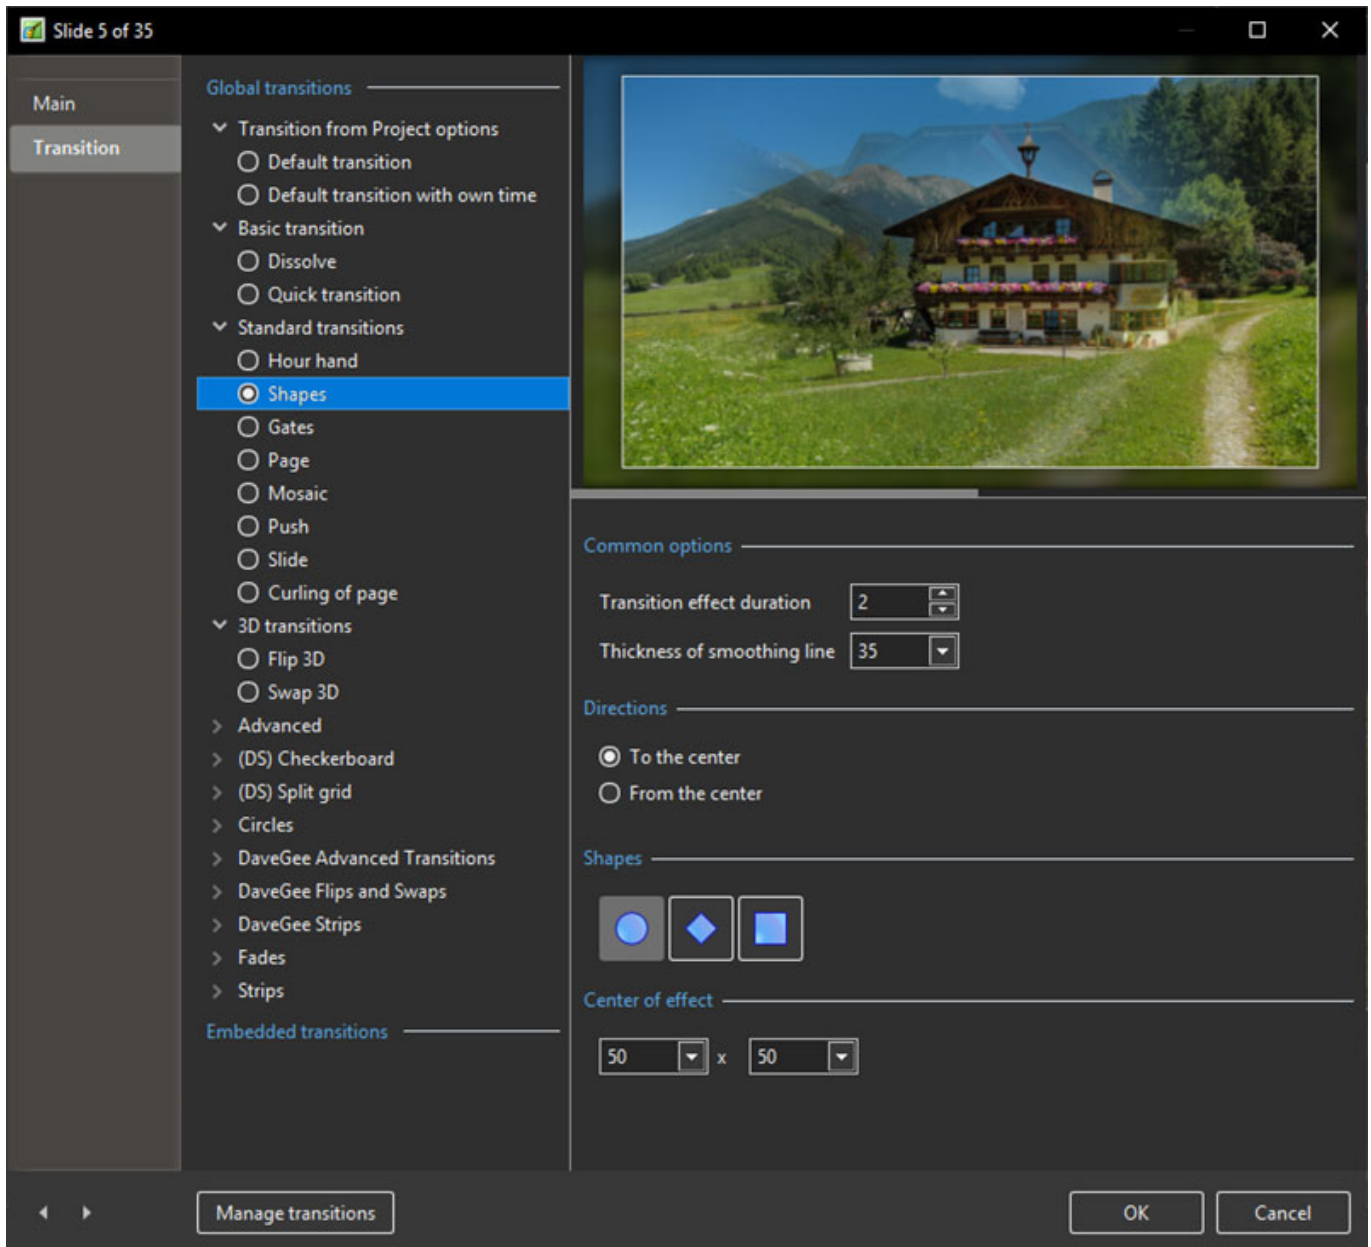 Slide 5 of 35
Main
Transition
Global transitions
Transition from Project options
Default transition
Default transition with own time
Basic transition
Dissolve
Quick transition
Standard transitions
Hour hand
Shapes
Gates
Page
Mosaic
Push
Slide
Curling of page
3D transitions
Flip 3D
Swap 3D
Advanced
(DS) Checkerboard
(DS) Split grid
Circles
DaveGee Advanced Transitions
DaveGee Flips and Swaps
DaveGee Strips
Fades
Strips
Embedded transitions
Common options
Transition effect duration 2
Thickness of smoothing line 35
Directions
To the center
From the center
Shapes
Center of effect
50 x 50
Manage transitions
OK Cancel